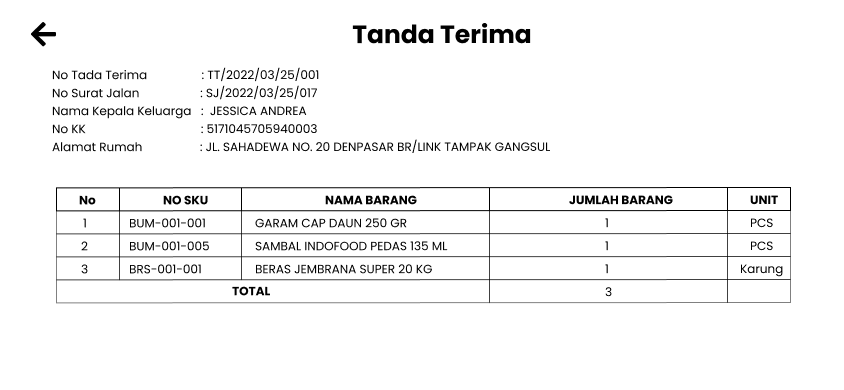 Tanda Terima
No Tada Terima : TT/2022/03/25/001
No Surat Jalan : SJ/2022/03/25/017
Nama Kepala Keluarga : JESSICA ANDREA
No KK : 5171045705940003
Alamat Rumah : JL. SAHADEWA NO. 20 DENPASAR BR/LINK TAMPAK GANGSUL
No NO SKU NAMA BARANG JUMLAH BARANG UNIT
1 BUM-001-001 GARAM CAP DAUN 250 GR 1 PCS
2 BUM-001-005 SAMBAL INDOFOOD PEDAS 135 ML 1 PCS
3 BRS-001-001 BERAS JEMBRANA SUPER 20 KG 1 Karung
TOTAL 3